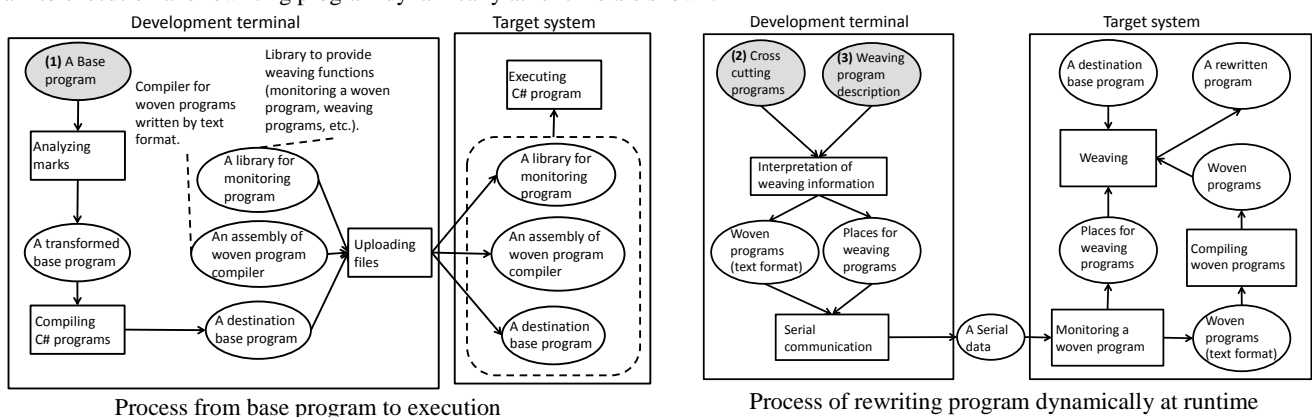 Development terminal
Target system
(1) A Base
program
Compiler for
woven programs
written by text
format.
Library to provide
weaving functions
(monitoring a woven
program, weaving
programs, etc.).
Analyzing
marks
A transformed
base program
Compiling
C# programs
A library for
monitoring
program
An assembly of
woven program
compiler
A destination
base program
Uploading
files
Executing
C# program
A library for
monitoring
program
An assembly of
woven program
compiler
A destination
base program
Process from base program to execution
Development terminal
Target system
(2) Cross
cutting
programs
(3) Weaving
program
description
Interpretation of
weaving information
Woven
programs
(text format)
Places for
weaving
programs
Serial
communication
A Serial
data
A destination
base program
A rewritten
program
Weaving
Woven
programs
Places for
weaving
programs
Compiling
woven programs
Monitoring a
woven program
Woven
programs
(text format)
Process of rewriting program dynamically at runtime